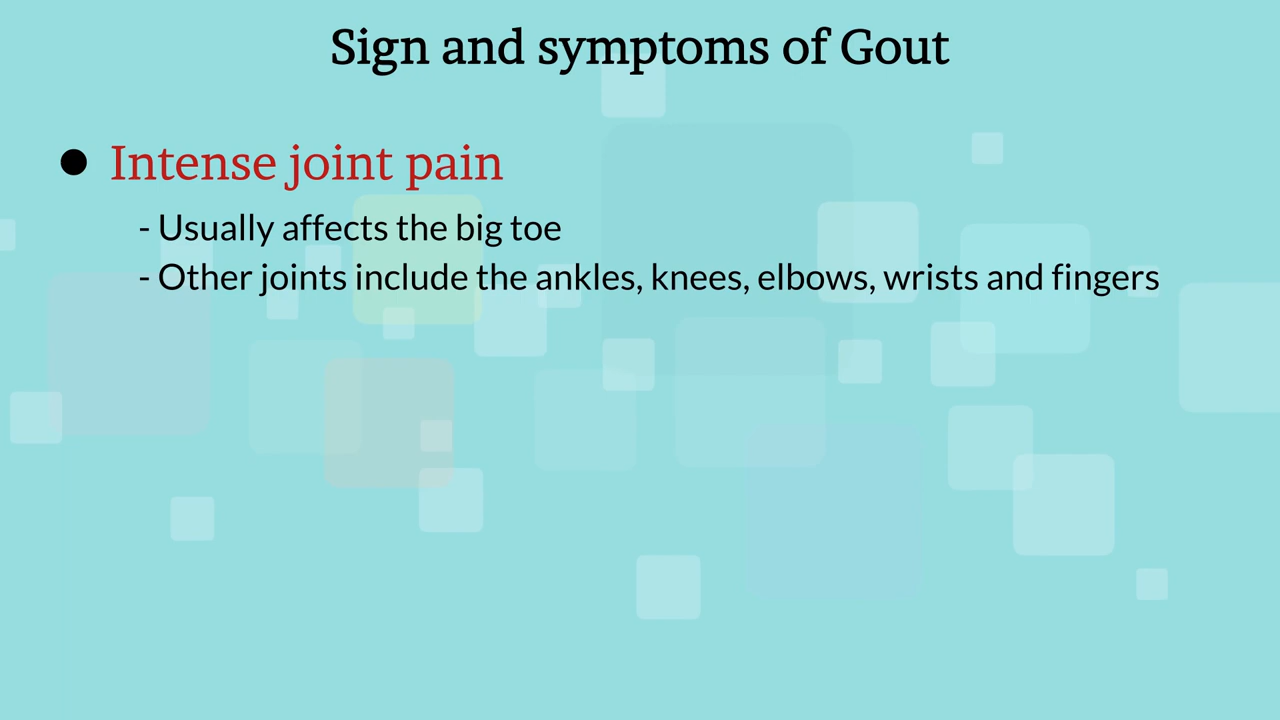 Sign and symptoms of Gout
● Intense joint pain
- Usually affects the big toe
- Other joints include the ankles, knees, elbows, wrists and fingers